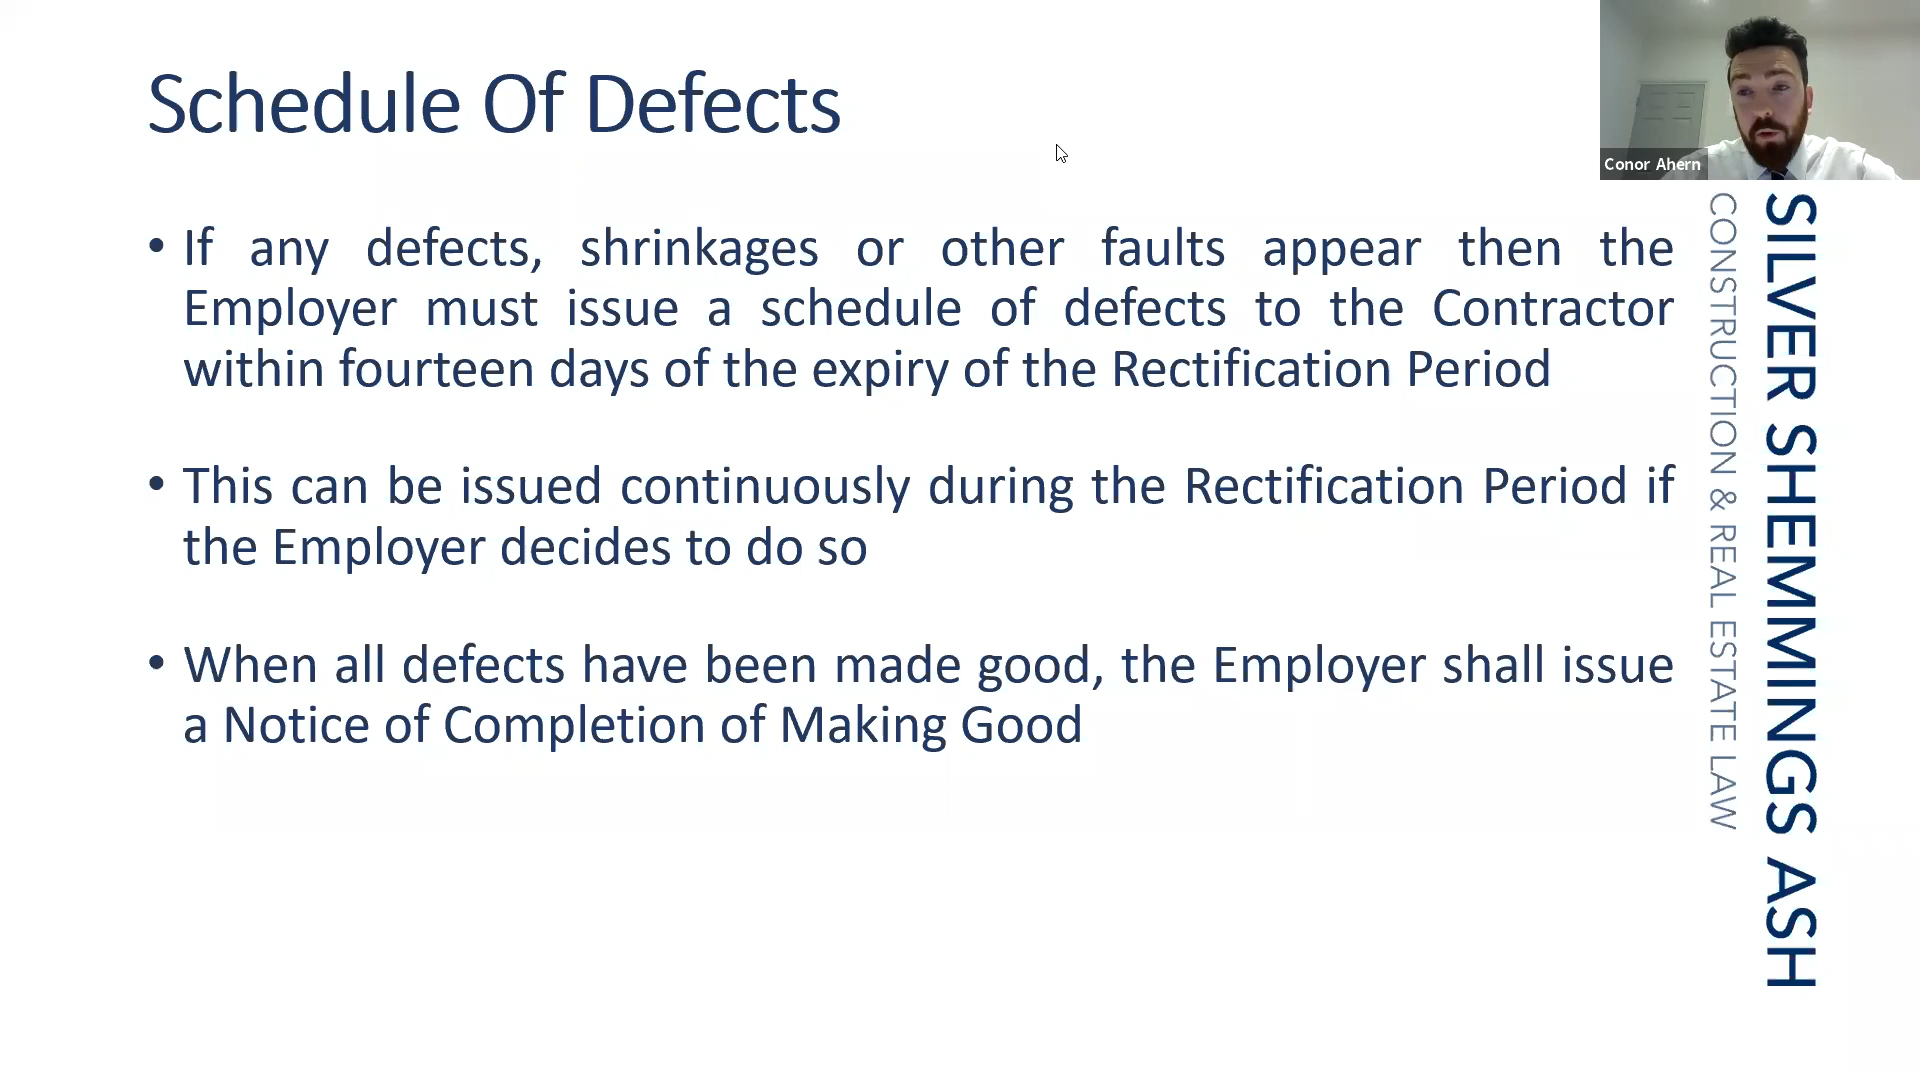 Schedule Of Defects
Conor Ahern
• If any defects, shrinkages or other faults appear then the
Employer must issue a schedule of defects to the Contractor
within fourteen days of the expiry of the Rectification Period
• This can be issued continuously during the Rectification Period if
the Employer decides to do so
• When all defects have been made good, the Employer shall issue
a Notice of Completion of Making Good
SILVER SHEMMINGS ASH
CONSTRUCTION & REAL ESTATE LAW